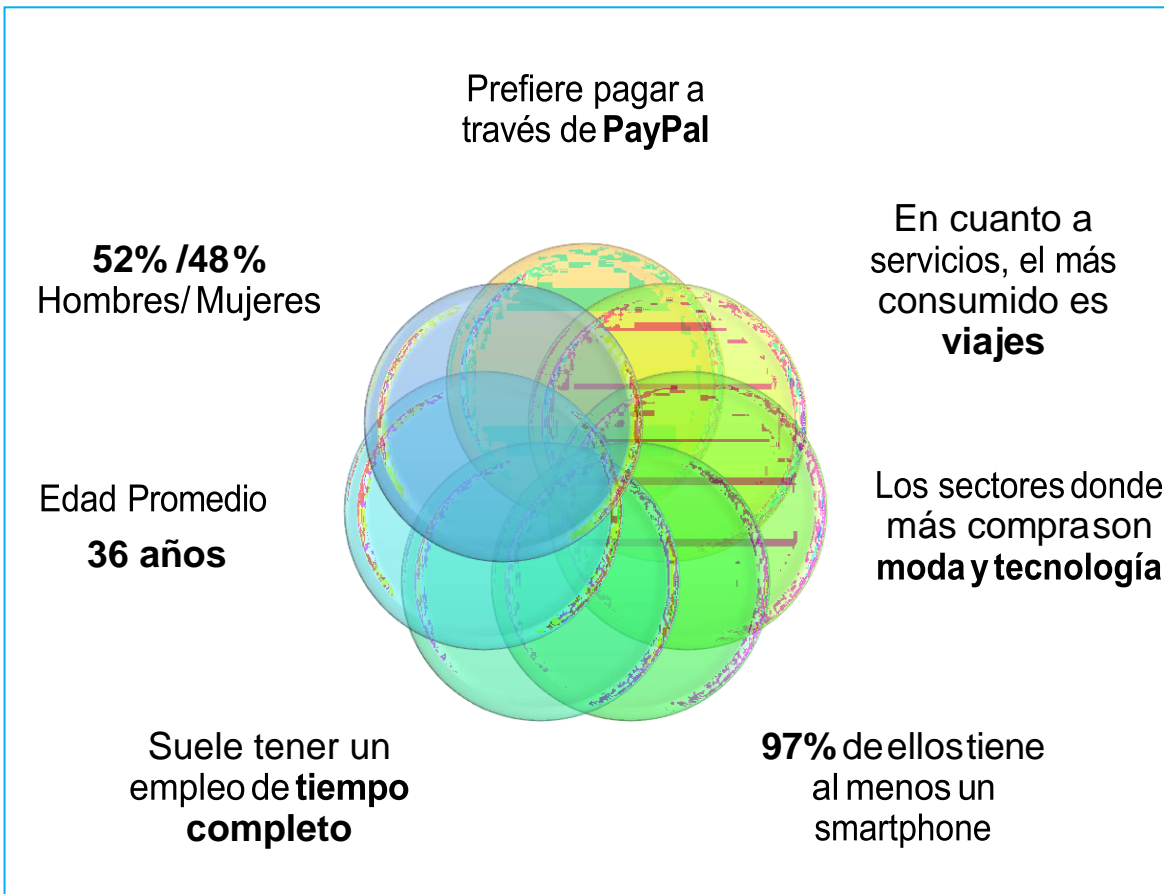 Prefiere pagar a
través de PayPal
En cuanto a
servicios, el más
consumido es
viajes
Los sectores donde
más compra son
moda y tecnología
97% de ellos tiene
al menos un
smartphone
Suele tener un
empleo de tiempo
completo
Edad Promedio
36 años
52% /48%
Hombres/ Mujeres